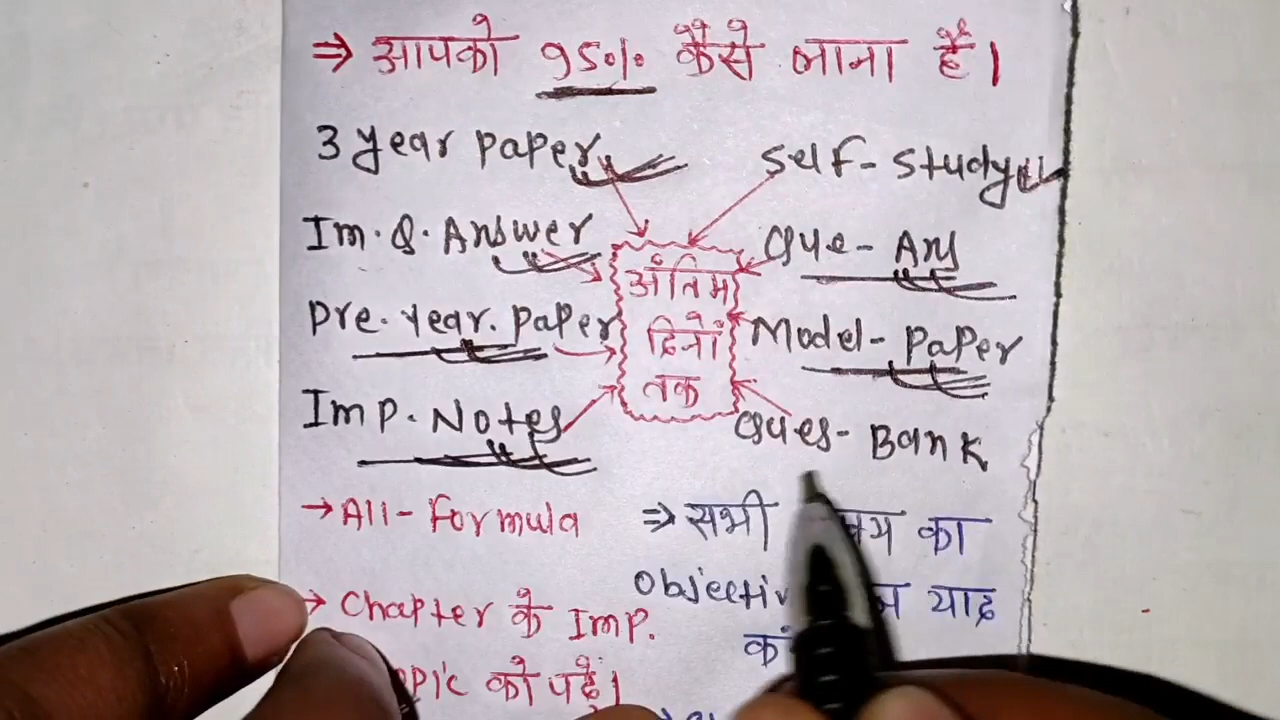 ⇒ आपको 95% कैसे लाना है।
3 Year Paper
Self-Study
Im.Q.Answer
Que-Ans
Pre.Year.Paper
Model-Paper
Imp.Notes
Ques-Bank
अंतिम
दिनों
तक
→ All-Formula
→ Chapter के Imp.
को पढ़ें।
⇒ सभी का
याद